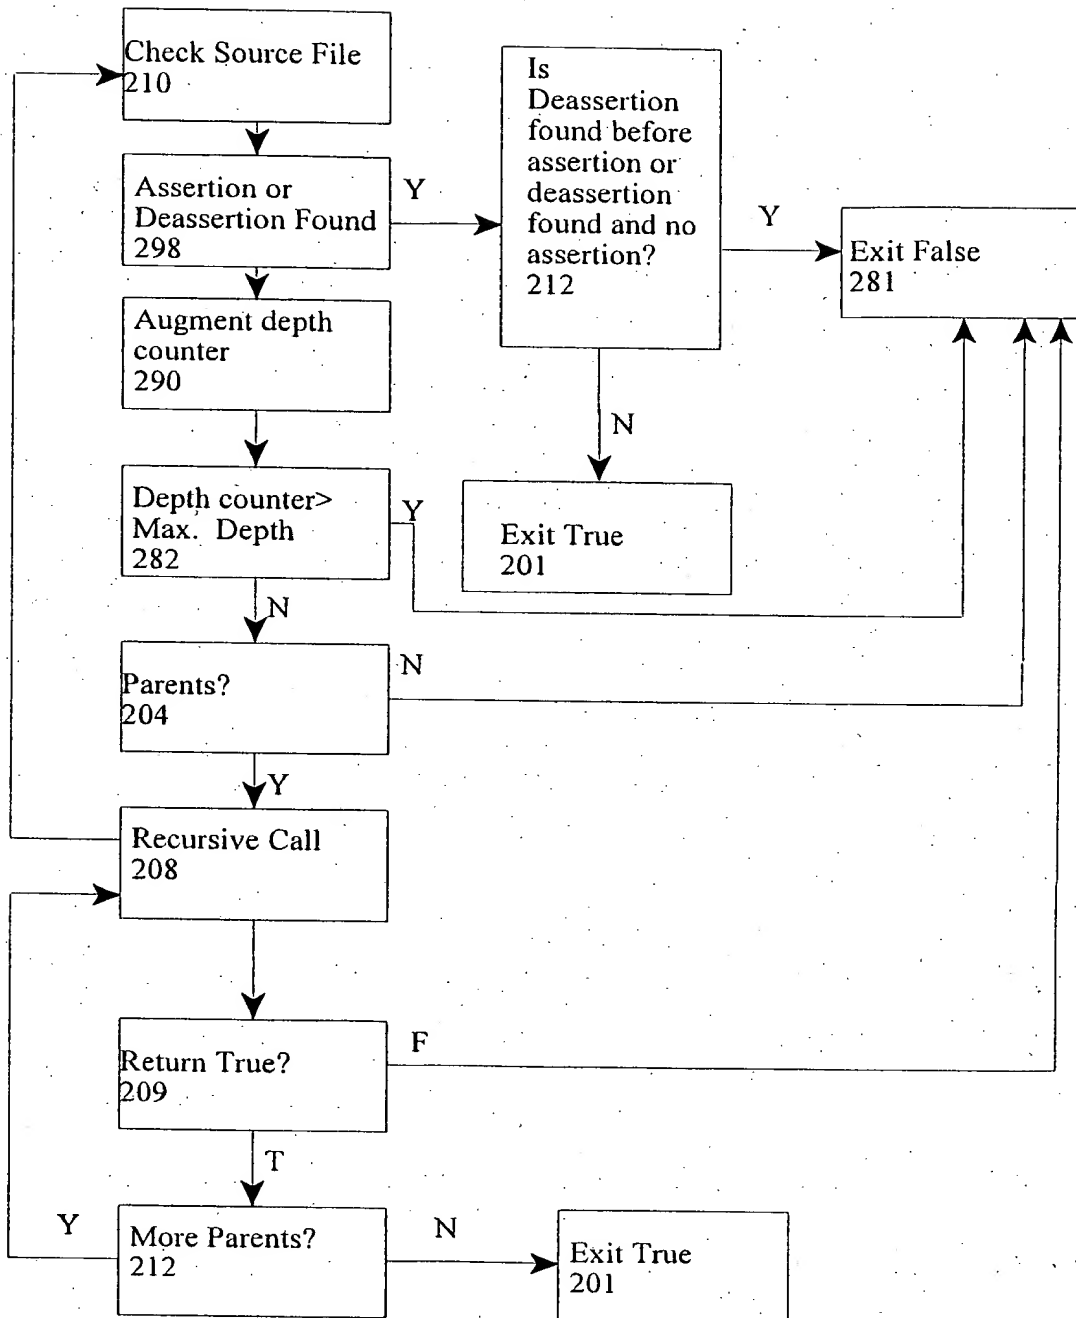 Check Source File
210
Assertion or
Deassertion Found
298
Y
Is
Deassertion
found before
assertion or
deassertion
found and no
assertion?
212
Y
Exit False
281
Augment depth
counter
290
N
Depth counter>
Max. Depth
282
Y
Exit True
201
N
Parents?
204
N
Y
Recursive Call
208
Return True?
209
F
T
Y
More Parents?
212
N
Exit True
201